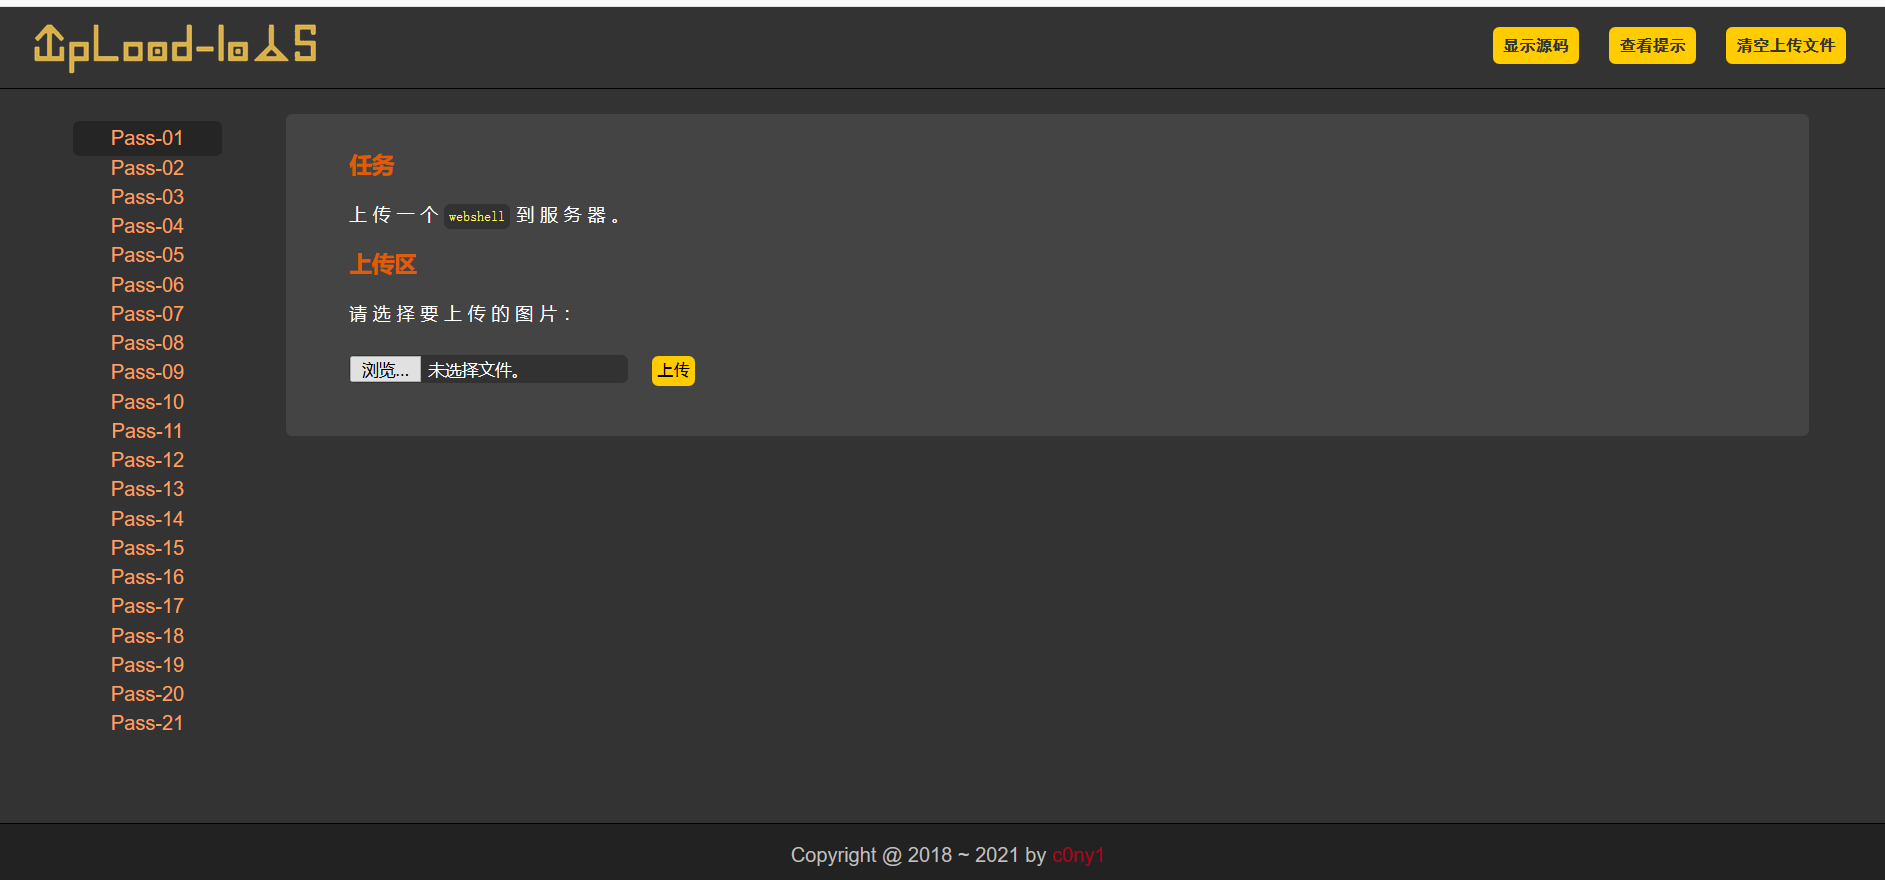 UpLoad-labs
显示源码 查看提示 清空上传文件
Pass-01
Pass-02
Pass-03
Pass-04
Pass-05
Pass-06
Pass-07
Pass-08
Pass-09
Pass-10
Pass-11
Pass-12
Pass-13
Pass-14
Pass-15
Pass-16
Pass-17
Pass-18
Pass-19
Pass-20
Pass-21
任务
上传一个 webshell 到服务器。
上传区
请选择要上传的图片：
浏览... 未选择文件。 上传
Copyright @ 2018 ~ 2021 by c0ny1